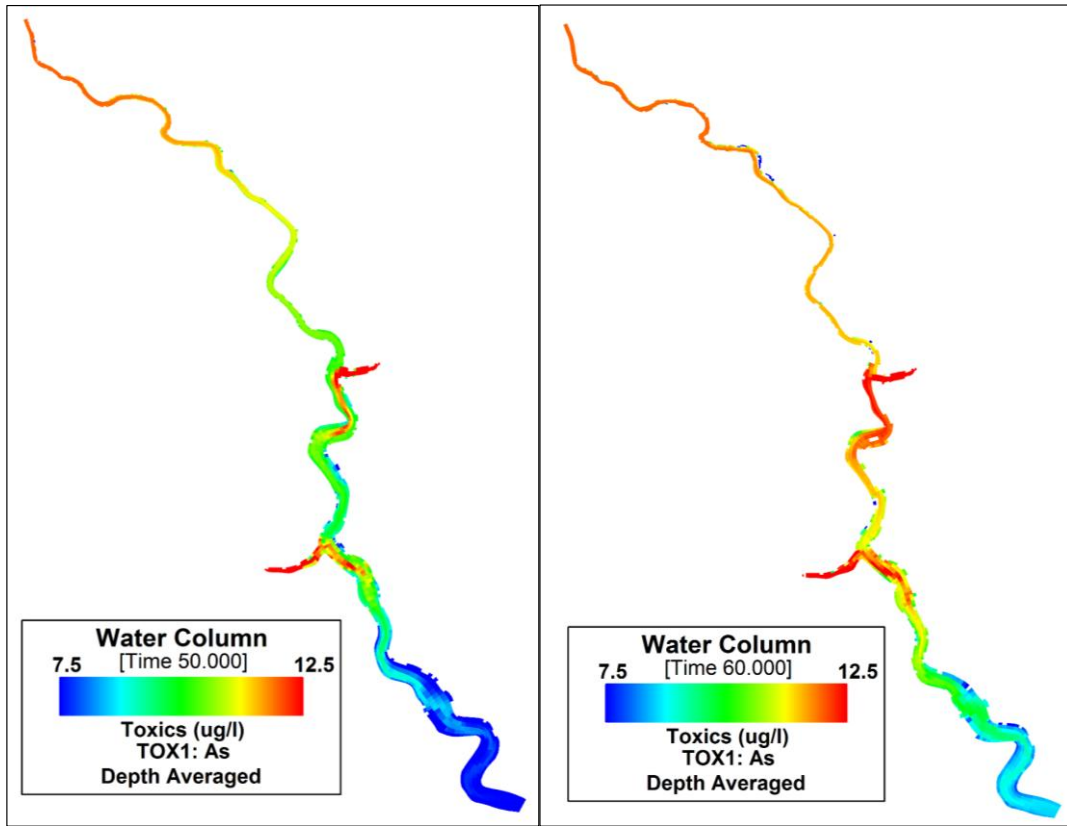 Water Column
7.5 [Time 50.000] 12.5
Toxics (ug/l)
TOX1: As
Depth Averaged
Water Column
7.5 [Time 60.000] 12.5
Toxics (ug/l)
TOX1: As
Depth Averaged